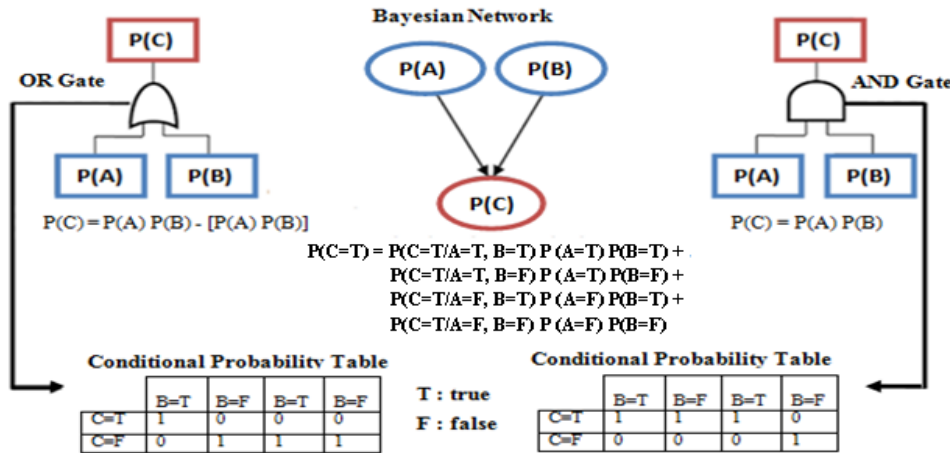 Bayesian Network
P(C)
OR Gate
P(A)
P(B)
P(C) = P(A) P(B) - [P(A) P(B)]
P(A)
P(B)
P(C)
P(C)
AND Gate
P(A)
P(B)
P(C) = P(A) P(B)
P(C=T) = P(C=T/A=T, B=T) P (A=T) P(B=T) +
P(C=T/A=T, B=F) P (A=T) P(B=F) +
P(C=T/A=F, B=T) P (A=F) P(B=T) +
P(C=T/A=F, B=F) P (A=F) P(B=F)
Conditional Probability Table
B=T B=F B=T B=F
C=T 1 0 0 0
C=F 0 1 1 1
T : true
F : false
Conditional Probability Table
B=T B=F B=T B=F
C=T 1 1 1 0
C=F 0 0 0 1